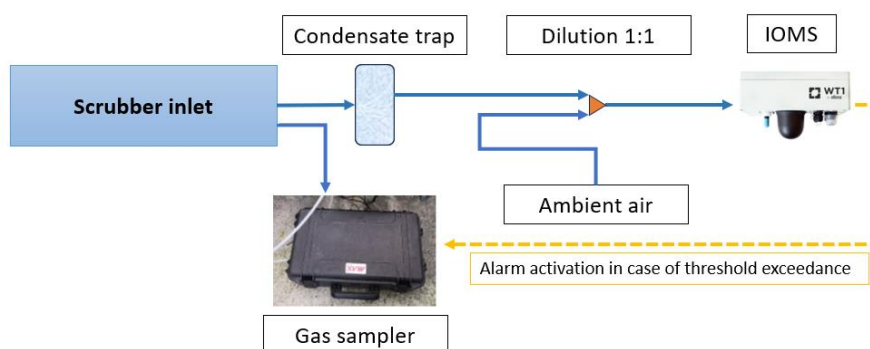 Condensate trap
Dilution 1:1
IOMS
Scrubber inlet
WT1
Ambient air
Alarm activation in case of threshold exceedance
Gas sampler